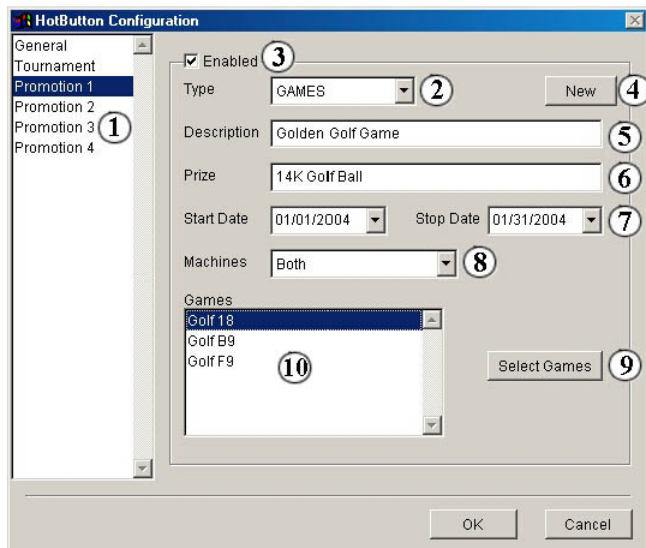 HotButton Configuration
General
Tournament
Promotion 1
Promotion 2
Promotion 3
Promotion 4
1
Enabled 3
Type GAMES 2 New 4
Description Golden Golf Game 5
Prize 14K Golf Ball 6
Start Date 01/01/2004 Stop Date 01/31/2004 7
Machines Both 8
Games
Golf 18
Golf B9
Golf F9
10
Select Games 9
OK Cancel